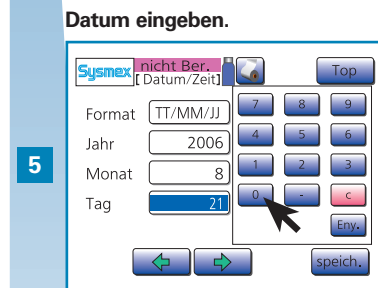 Datum eingeben.
Sysmex nicht Ber. Top
[Datum/Zeit]
Format TT/MM/JJ 7 8 9
Jahr 2006 4 5 6
5
Monat 8 1 2 3
Tag 21 0 - c
Eny.
speich.